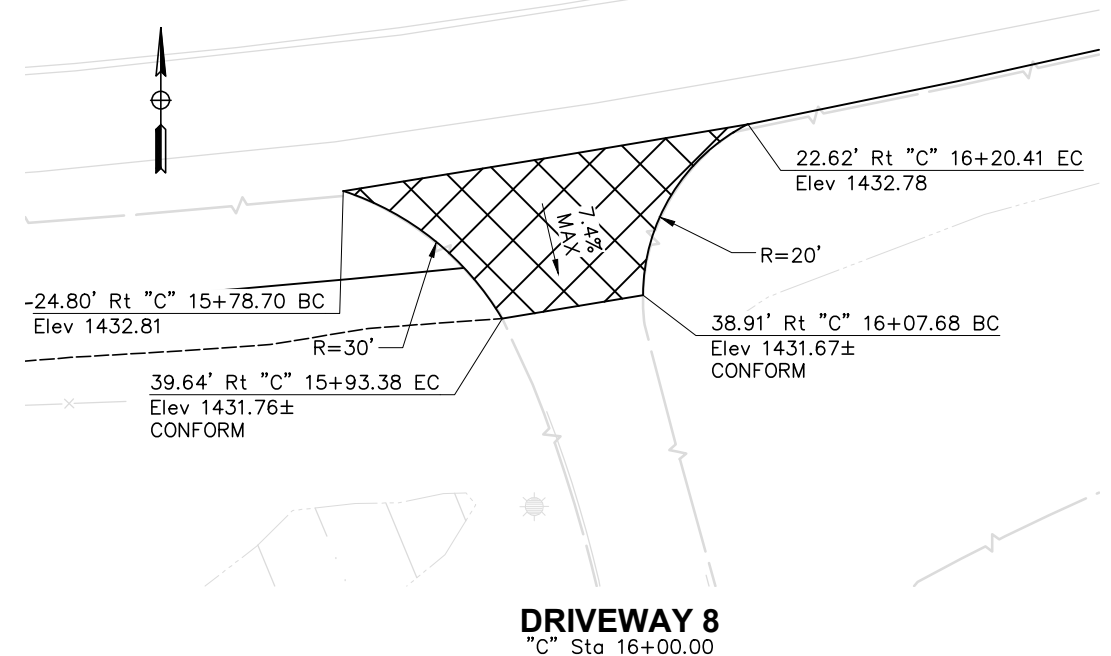 22.62' Rt "C" 16+20.41 EC
Elev 1432.78
7.4%
MAX
R=20'
24.80' Rt "C" 15+78.70 BC
Elev 1432.81
R=30'
38.91' Rt "C" 16+07.68 BC
Elev 1431.67±
CONFORM
39.64' Rt "C" 15+93.38 EC
Elev 1431.76±
CONFORM
DRIVEWAY 8
"C" Sta 16+00.00